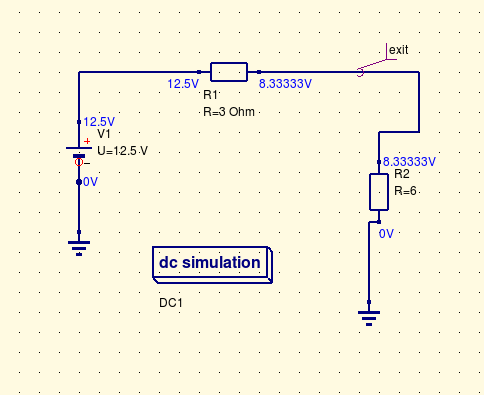 exit
12.5V
8.33333V
R1
R=3 Ohm
12.5V
V1
+
U=12.5 V
−
0V
8.33333V
R2
R=6
0V
dc simulation
DC1